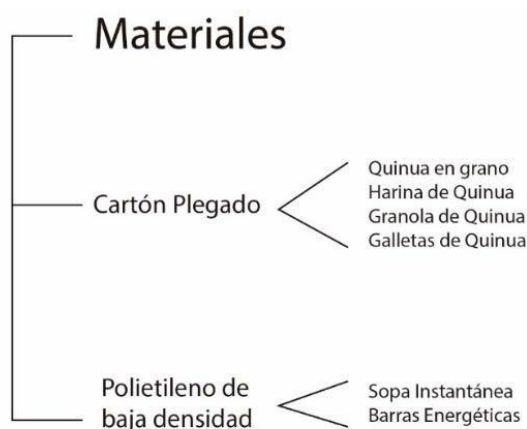 Materiales
Cartón Plegado
Quinua en grano
Harina de Quinua
Granola de Quinua
Galletas de Quinua
Polietileno de
baja densidad
Sopa Instantánea
Barras Energéticas